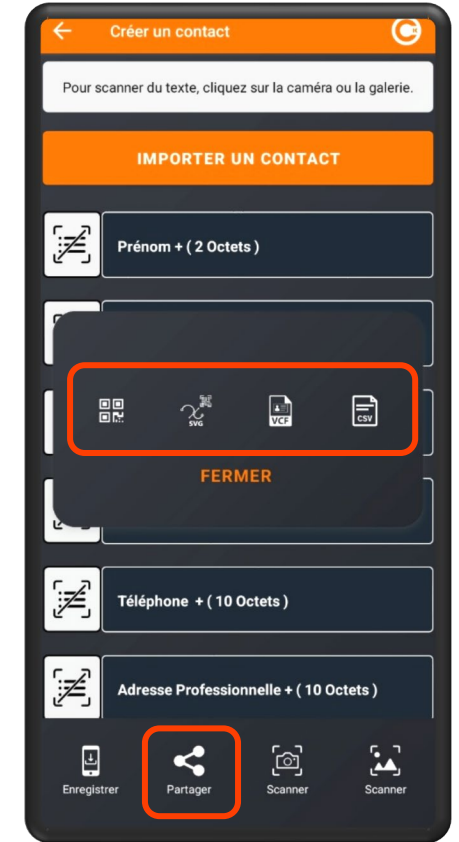 Créer un contact
Pour scanner du texte, cliquez sur la caméra ou la galerie.
IMPORTER UN CONTACT
Prénom + ( 2 Octets )
SVG
VCF
CSV
FERMER
Téléphone + ( 10 Octets )
Adresse Professionnelle + ( 10 Octets )
Enregistrer
Partager
Scanner
Scanner